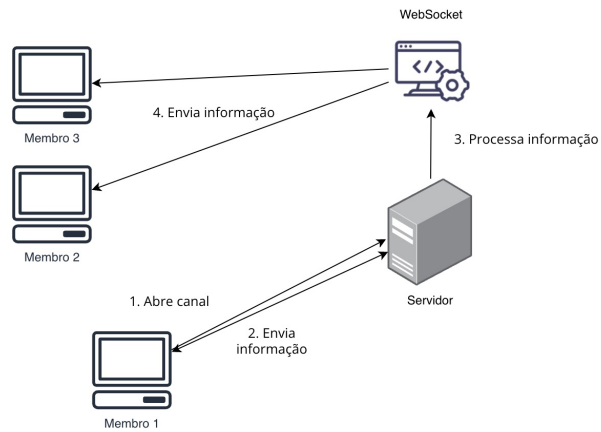 WebSocket
</>
Membro 3
4. Envia informação
3. Processa informação
Membro 2
Servidor
1. Abre canal
2. Envia
informação
Membro 1